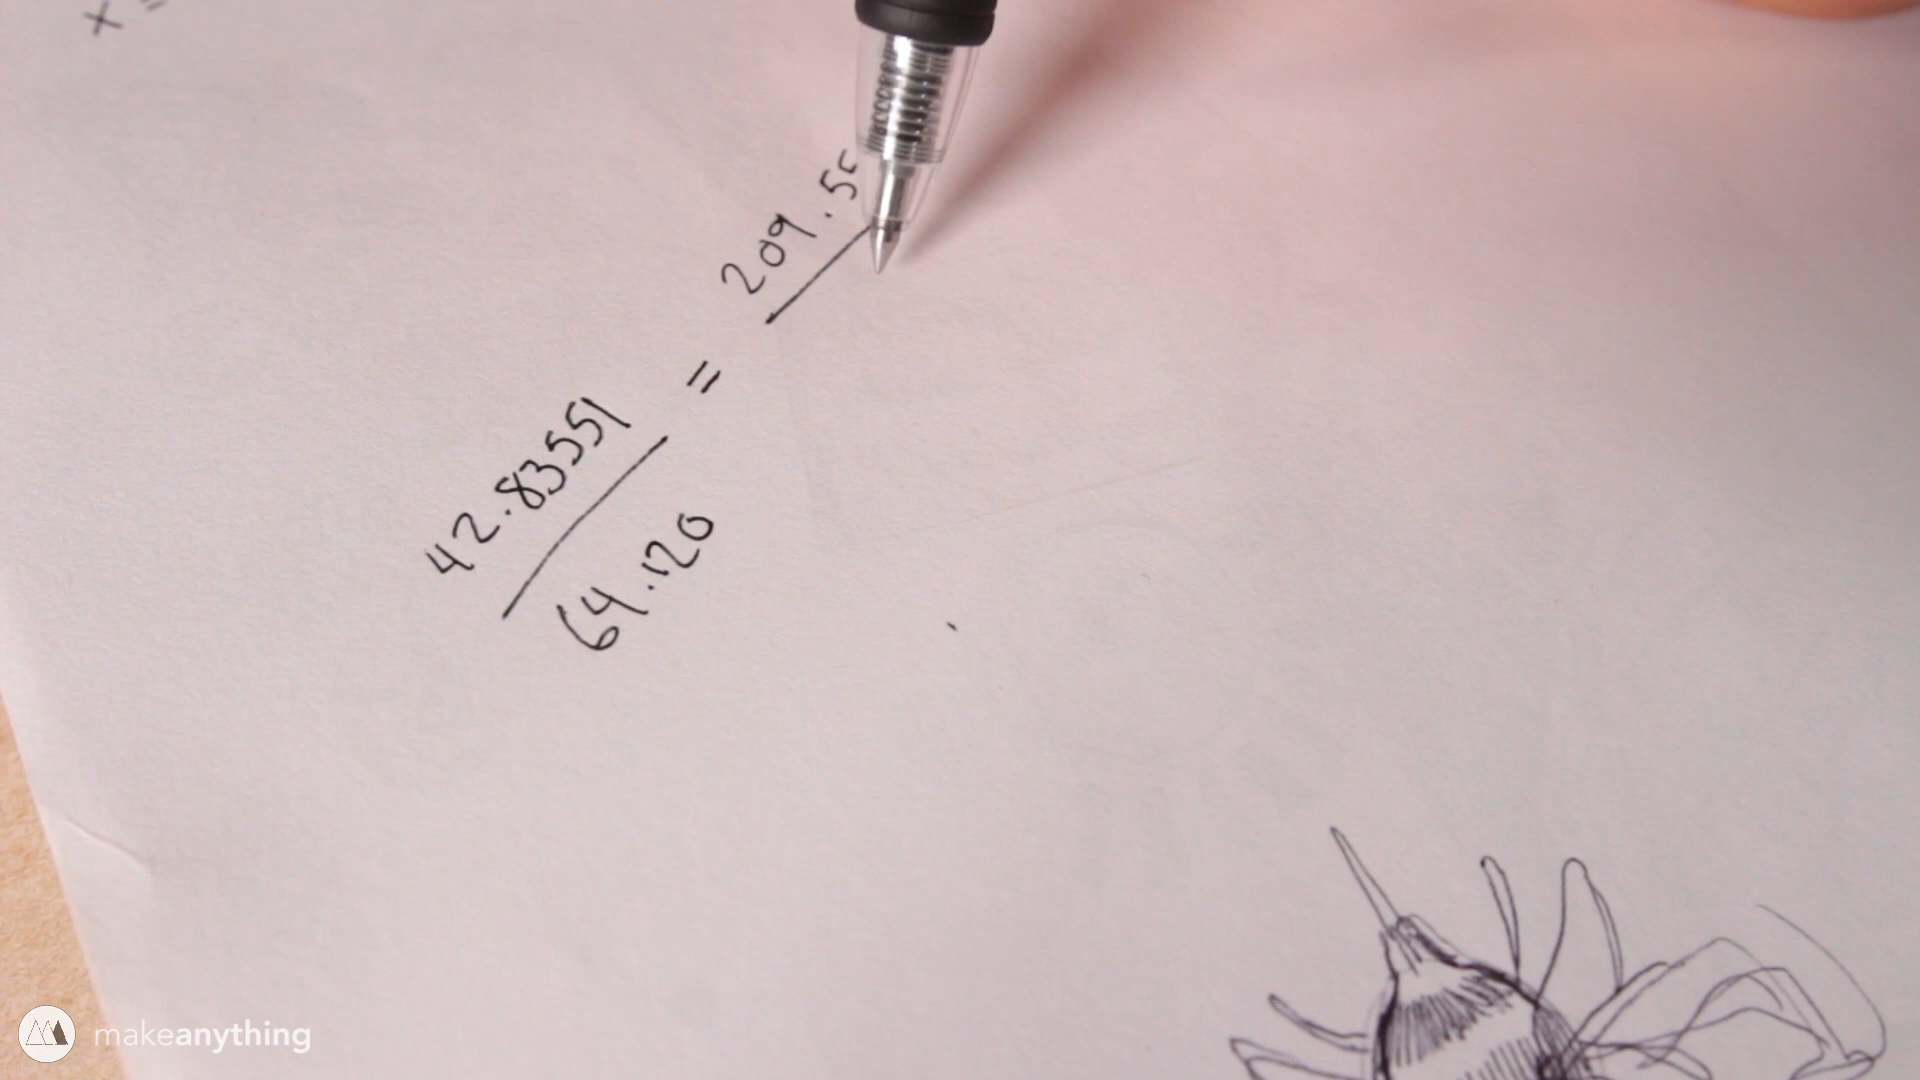 x =
42.83551 = 209.5
64.120
makeanything